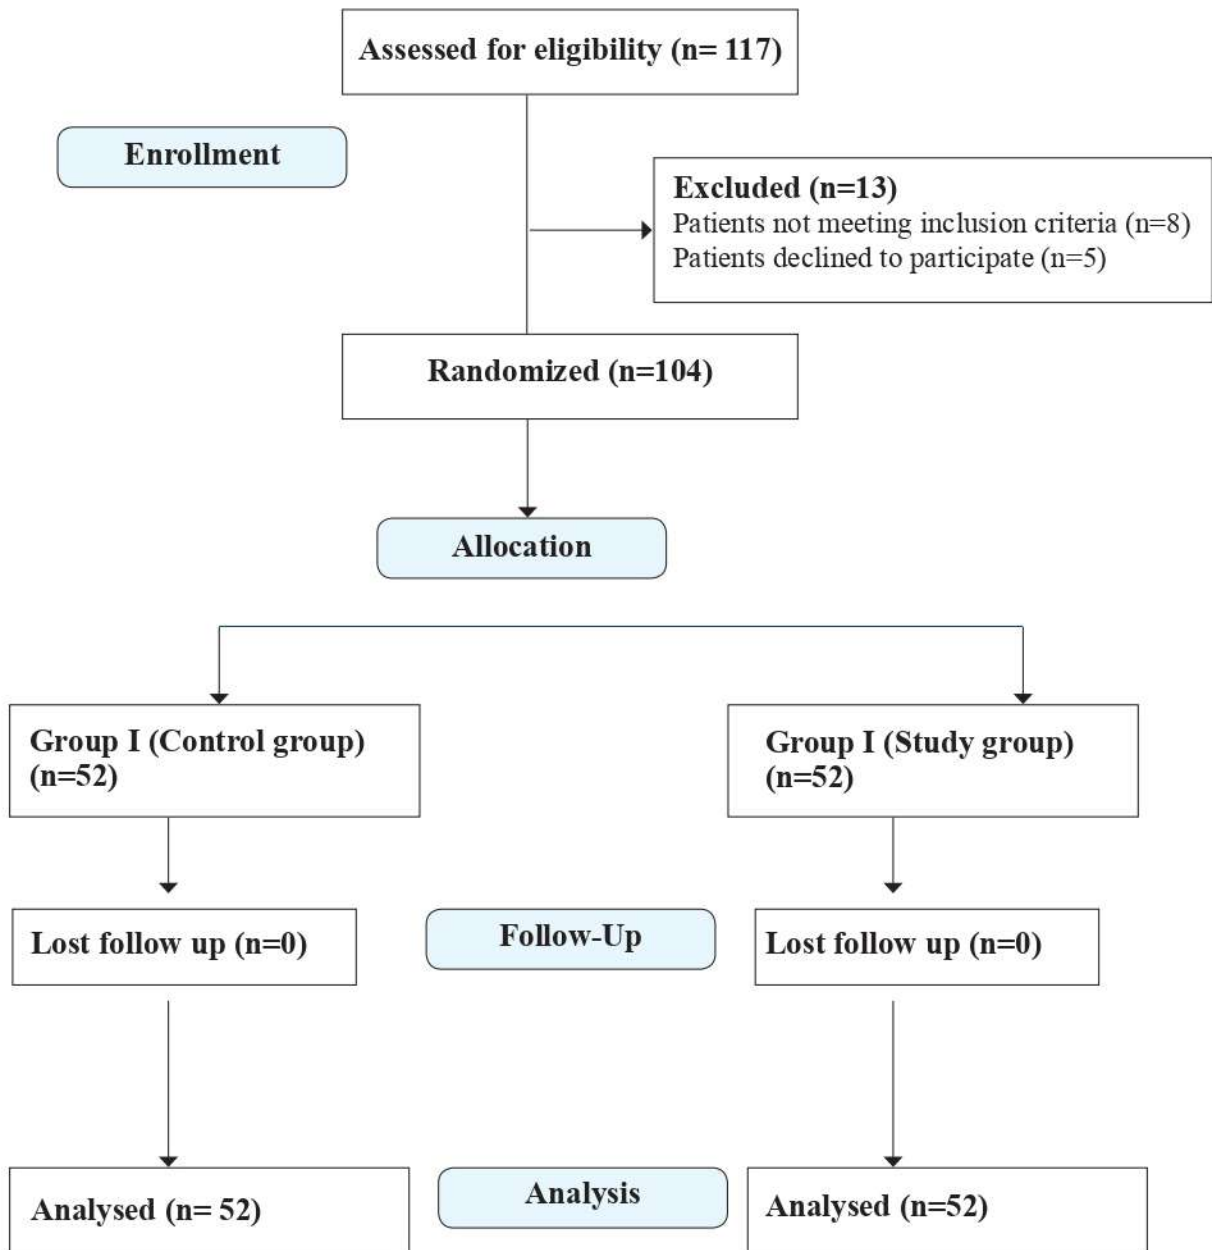 Assessed for eligibility (n= 117)
Enrollment
Excluded (n=13)
Patients not meeting inclusion criteria (n=8)
Patients declined to participate (n=5)
Randomized (n=104)
Allocation
Group I (Control group)
(n=52)
Group I (Study group)
(n=52)
Lost follow up (n=0)
Follow-Up
Lost follow up (n=0)
Analysed (n= 52)
Analysis
Analysed (n=52)